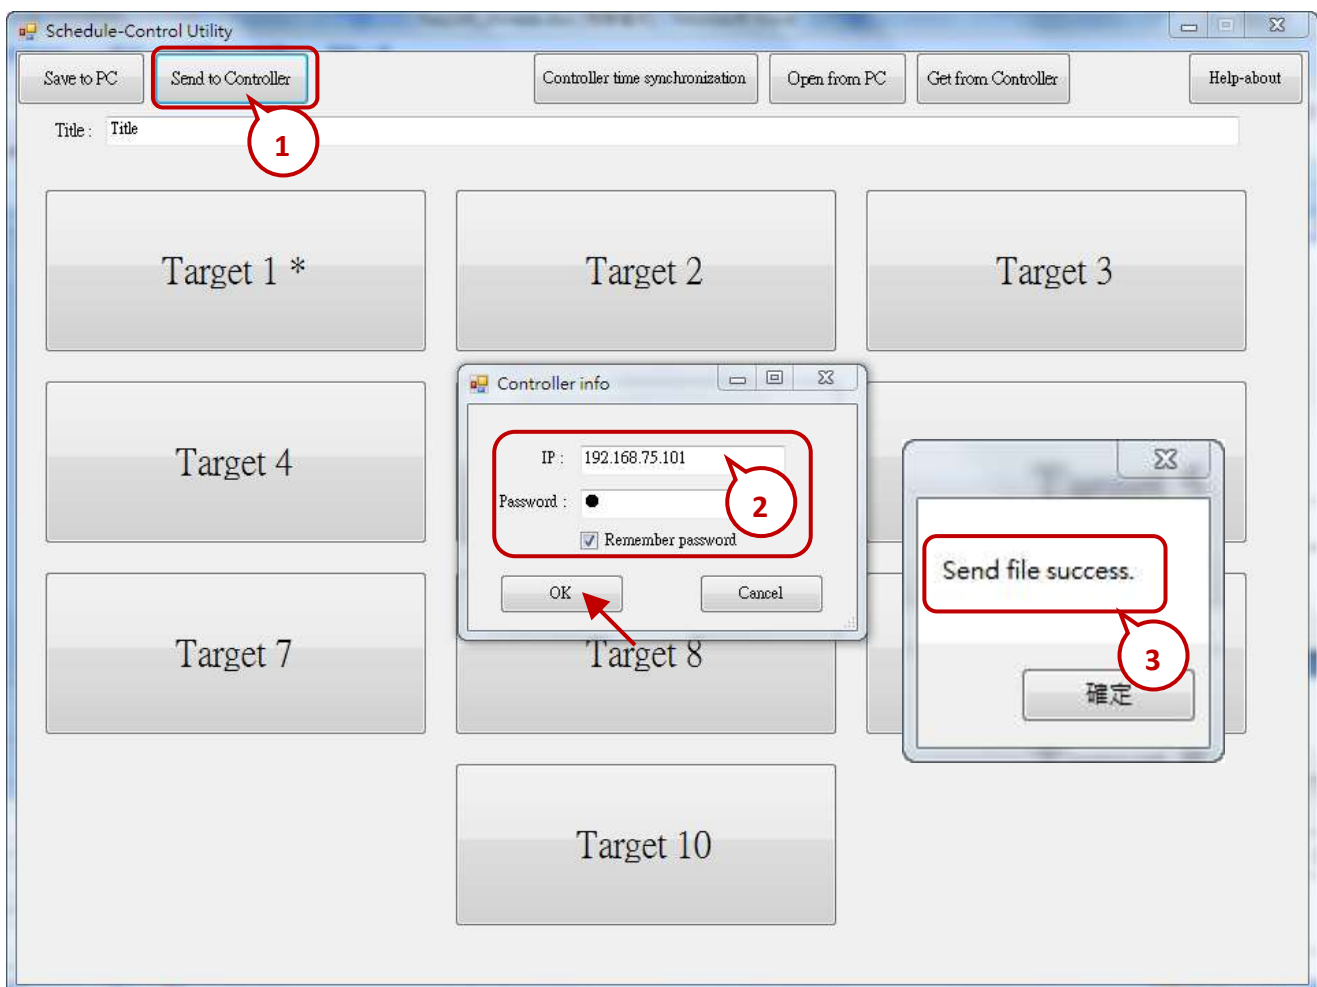 Schedule-Control Utility
Save to PC
Send to Controller
Controller time synchronization
Open from PC
Get from Controller
Help-about
1
Title :
Title
Target 1 *
Target 2
Target 3
Controller info
Target 4
IP :
192.168.75.101
Password :
●
2
Remember password
OK
Cancel
Send file success.
3
確定
Target 7
Target 8
Target 10